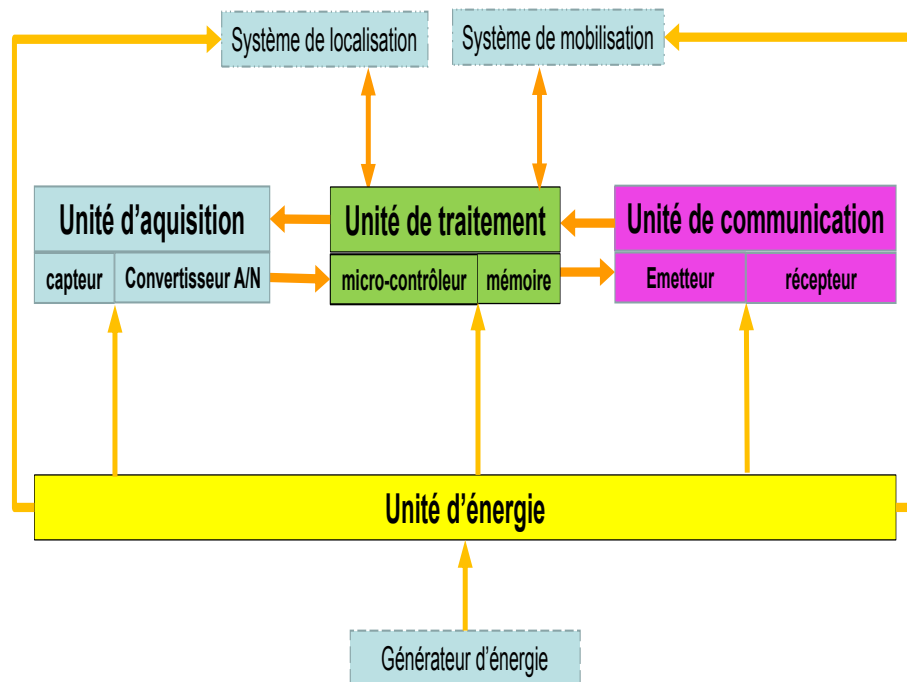 Système de localisation
Système de mobilisation
Unité d’aquisition
Unité de traitement
Unité de communication
capteur
Convertisseur A/N
micro-contrôleur
mémoire
Emetteur
récepteur
Unité d’énergie
Générateur d’énergie